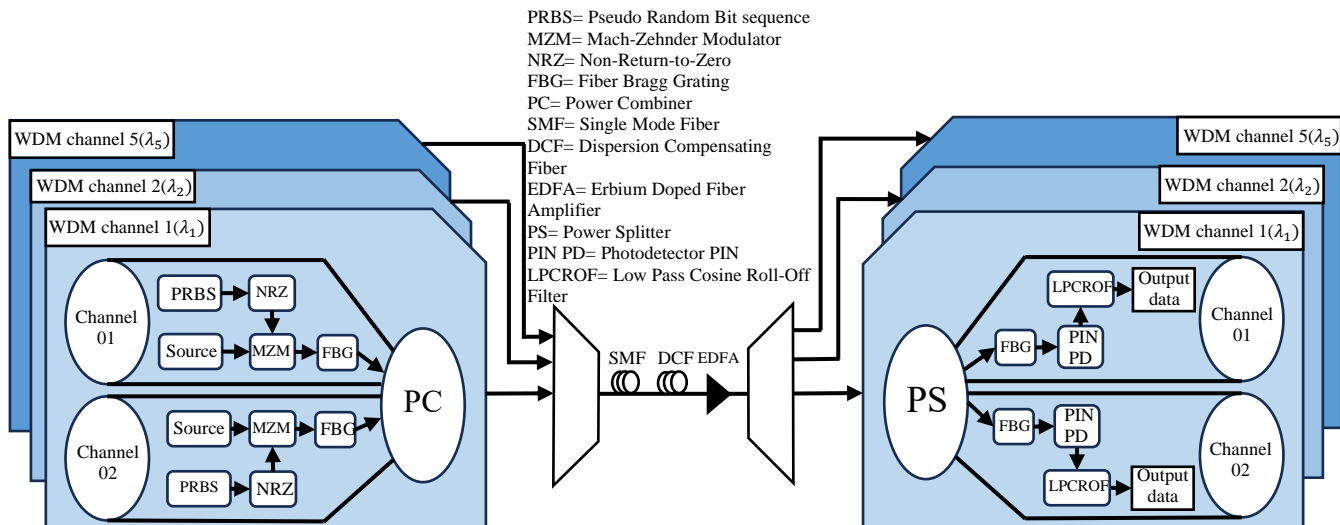 PRBS= Pseudo Random Bit sequence
MZM= Mach-Zehnder Modulator
NRZ= Non-Return-to-Zero
FBG= Fiber Bragg Grating
PC= Power Combiner
SMF= Single Mode Fiber
DCF= Dispersion Compensating
Fiber
EDFA= Erbium Doped Fiber
Amplifier
PS= Power Splitter
PIN PD= Photodetector PIN
LPCROF= Low Pass Cosine Roll-Off
Filter
WDM channel 5(λ₅)
WDM channel 2(λ₂)
WDM channel 1(λ₁)
Channel
01
PRBS
NRZ
Source
MZM
FBG
Channel
02
Source
MZM
FBG
PRBS
NRZ
PC
SMF
DCF
EDFA
WDM channel 5(λ₅)
WDM channel 2(λ₂)
WDM channel 1(λ₁)
PS
FBG
PIN
PD
LPCROF
Output
data
Channel
01
FBG
PIN
PD
LPCROF
Output
data
Channel
02